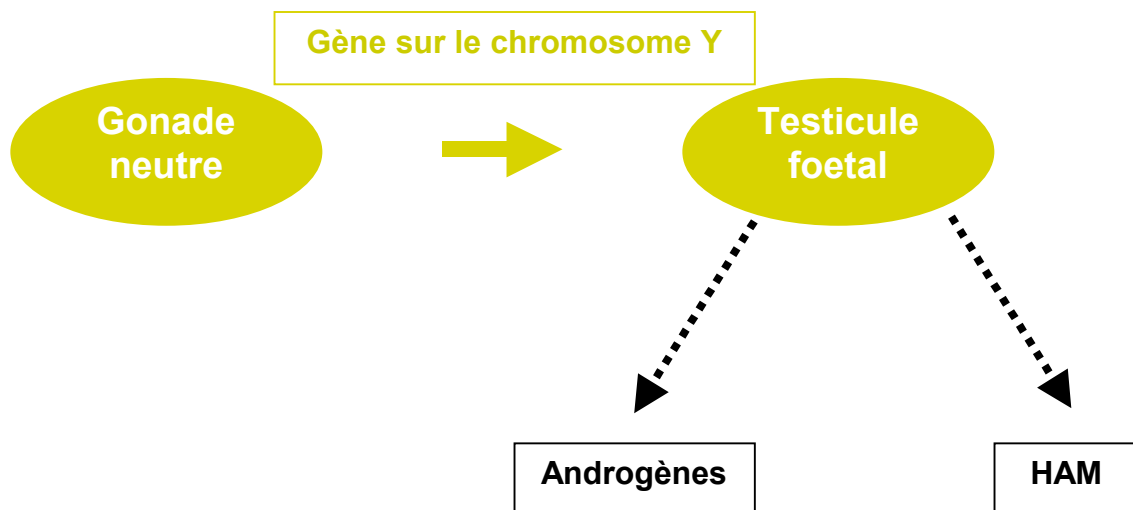 Gène sur le chromosome Y
Gonade
neutre
Testicule
foetal
Androgènes
HAM